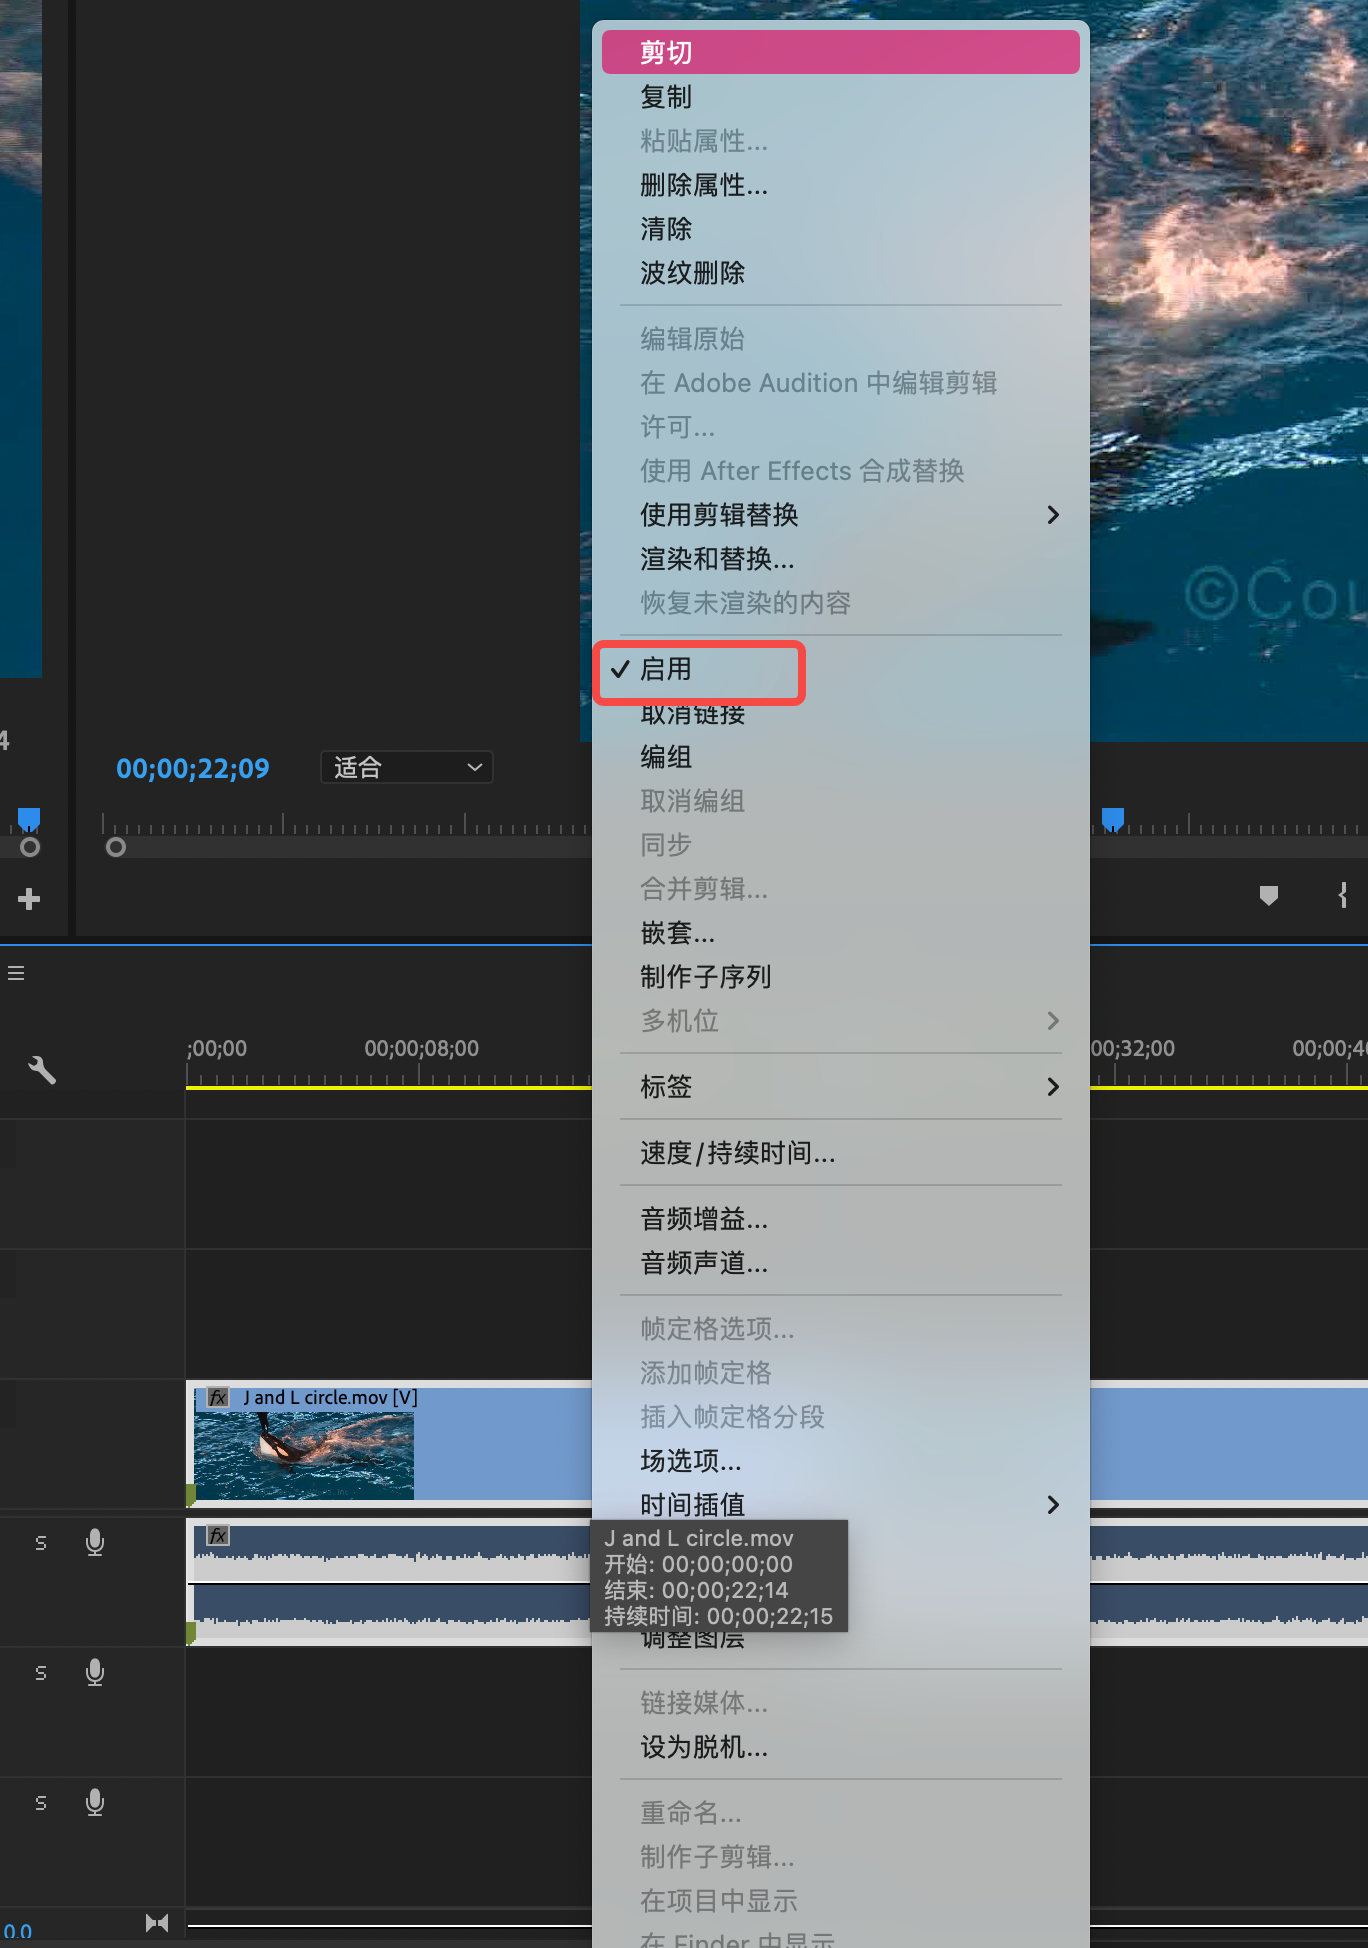 剪切
复制
粘贴属性...
删除属性...
清除
波纹删除
编辑原始
在 Adobe Audition 中编辑剪辑
许可...
使用 After Effects 合成替换
使用剪辑替换
渲染和替换...
恢复未渲染的内容
©Cou
启用
取消链接
4
00;00;22;09
适合
编组
取消编组
同步
合并剪辑...
嵌套...
制作子序列
多机位
;00;00
00;00;08;00
00;32;00
00;00;40
标签
速度/持续时间...
音频增益...
音频声道...
帧定格选项...
添加帧定格
插入帧定格分段
fx J and L circle.mov [V]
场选项...
时间插值
S
fx
J and L circle.mov
开始: 00;00;00;00
结束: 00;00;22;14
持续时间: 00;00;22;15
调整图层
S
链接媒体...
设为脱机...
S
重命名...
制作子剪辑...
在项目中显示
0.0
在 Finder 中显示